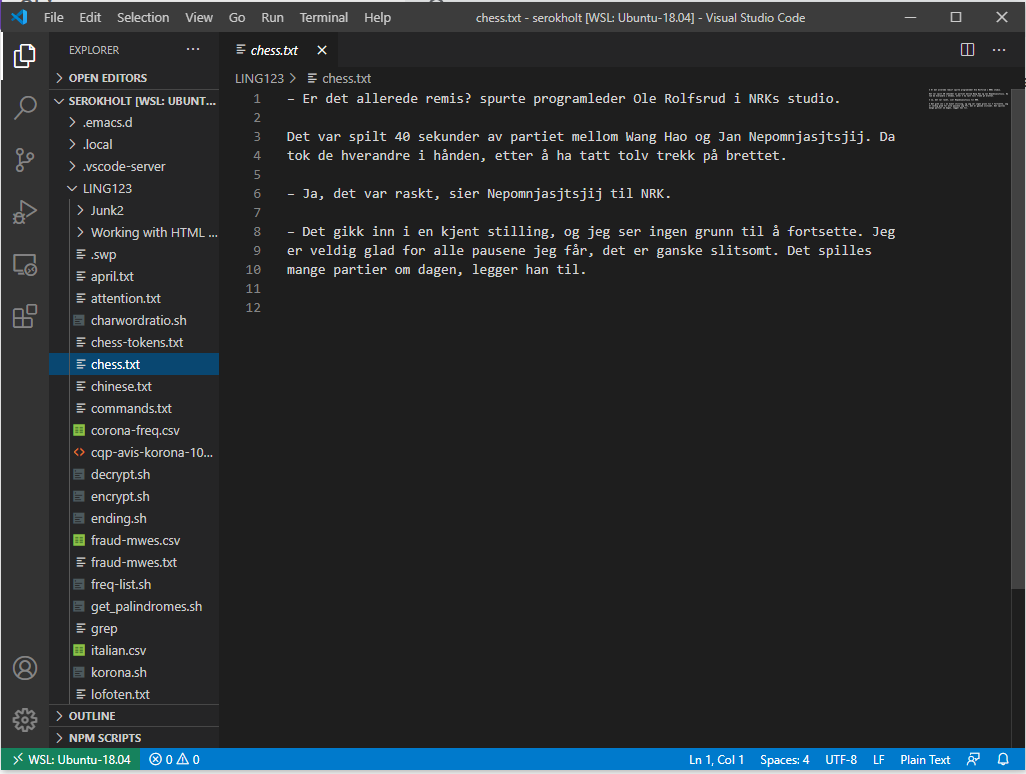 File Edit Selection View Go Run Terminal Help
chess.txt - serokholt [WSL: Ubuntu-18.04] - Visual Studio Code
EXPLORER ...
OPEN EDITORS
SEROKHOLT [WSL: UBUNT...
.emacs.d
.local
.vscode-server
LING123
Junk2
Working with HTML ...
.swp
april.txt
attention.txt
charwordratio.sh
chess-tokens.txt
chess.txt
chinese.txt
commands.txt
corona-freq.csv
cqp-avis-korona-10...
decrypt.sh
encrypt.sh
ending.sh
fraud-mwes.csv
fraud-mwes.txt
freq-list.sh
get_palindromes.sh
grep
italian.csv
korona.sh
lofoten.txt
OUTLINE
NPM SCRIPTS
chess.txt
LING123 > chess.txt
1 – Er det allerede remis? spurte programleder Ole Rolfsrud i NRKs studio.
2
3 Det var spilt 40 sekunder av partiet mellom Wang Hao og Jan Nepomnjasjtsjij. Da
4 tok de hverandre i hånden, etter å ha tatt tolv trekk på brettet.
5
6 – Ja, det var raskt, sier Nepomnjasjtsjij til NRK.
7
8 – Det gikk inn i en kjent stilling, og jeg ser ingen grunn til å fortsette. Jeg
9 er veldig glad for alle pausene jeg får, det er ganske slitsomt. Det spilles
10 mange partier om dagen, legger han til.
11
12
WSL: Ubuntu-18.04 0 0 Ln 1, Col 1 Spaces: 4 UTF-8 LF Plain Text